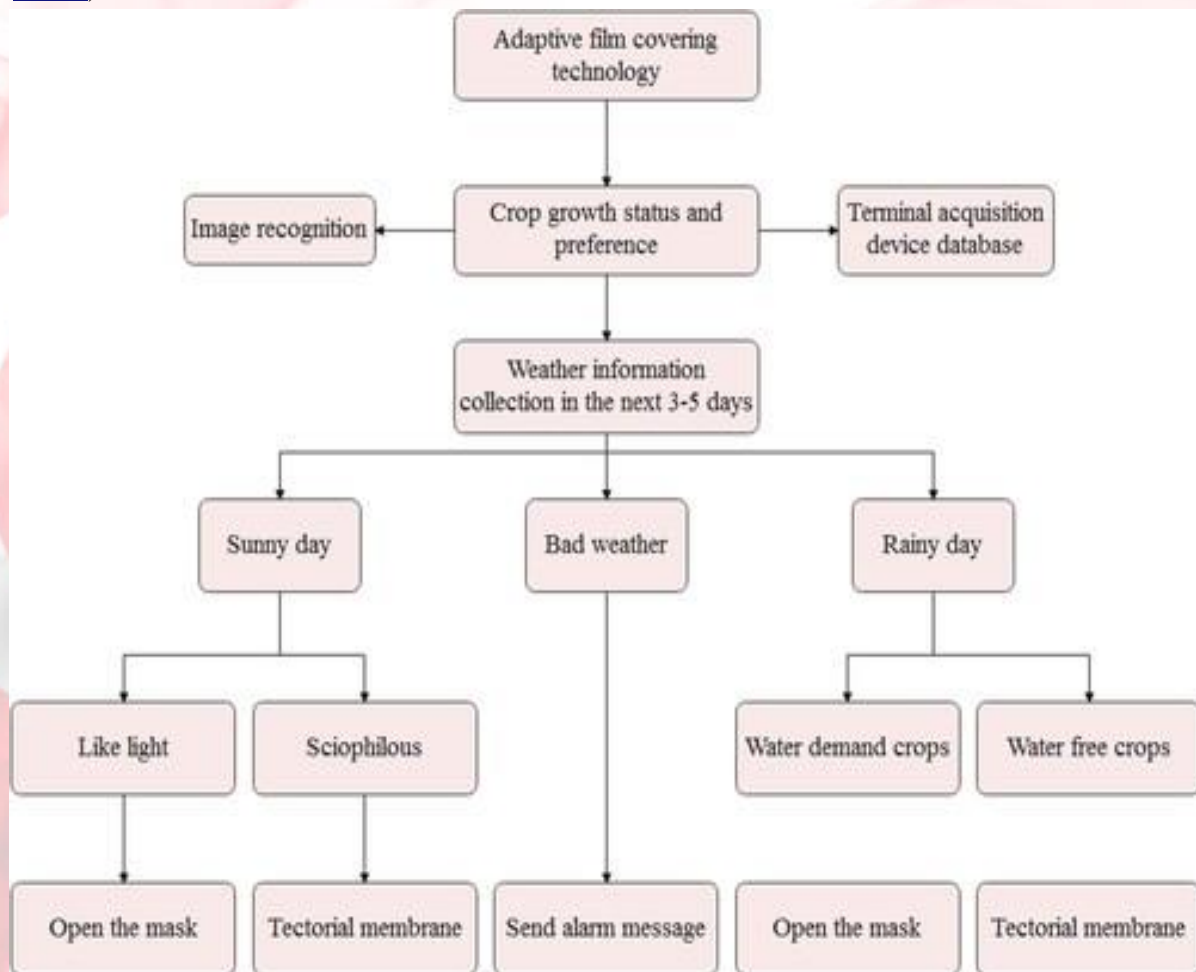 Adaptive film covering
technology
Image recognition
Crop growth status and
preference
Terminal acquisition
device database
Weather information
collection in the next 3-5 days
Sunny day
Bad weather
Rainy day
Like light
Sciophilous
Water demand crops
Water free crops
Open the mask
Tectorial membrane
Send alarm message
Open the mask
Tectorial membrane